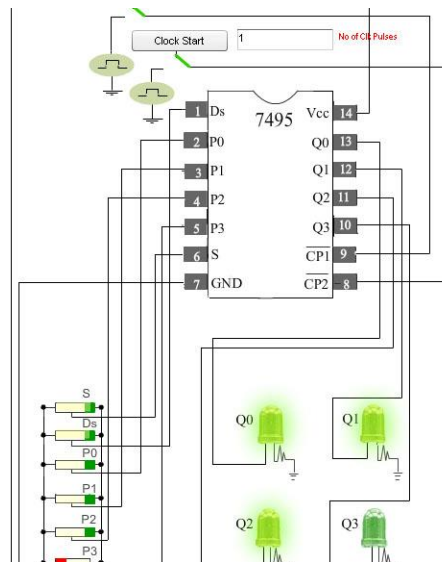 Clock Start
1
No of Clk Pulses
1 Ds
2 P0
3 P1
4 P2
5 P3
6 S
7 GND
7495
Vcc 14
Q0 13
Q1 12
Q2 11
Q3 10
CP1 9
CP2 8
S
Ds
P0
P1
P2
P3
Q0
Q1
Q2
Q3